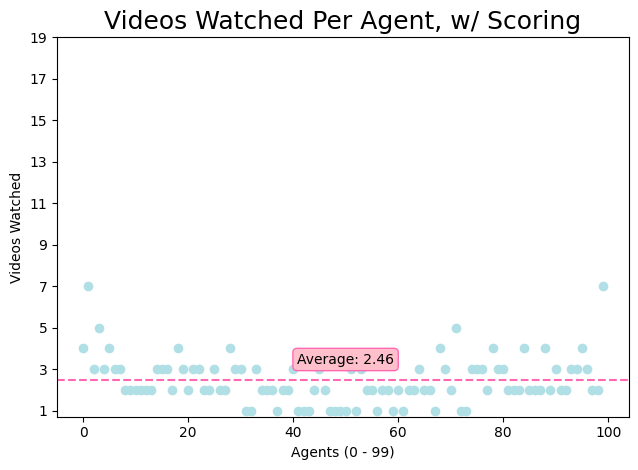 Videos Watched Per Agent, w/ Scoring
19
17
15
13
11
9
7
5
3
1
Videos Watched
Average: 2.46
0 20 40 60 80 100
Agents (0 - 99)